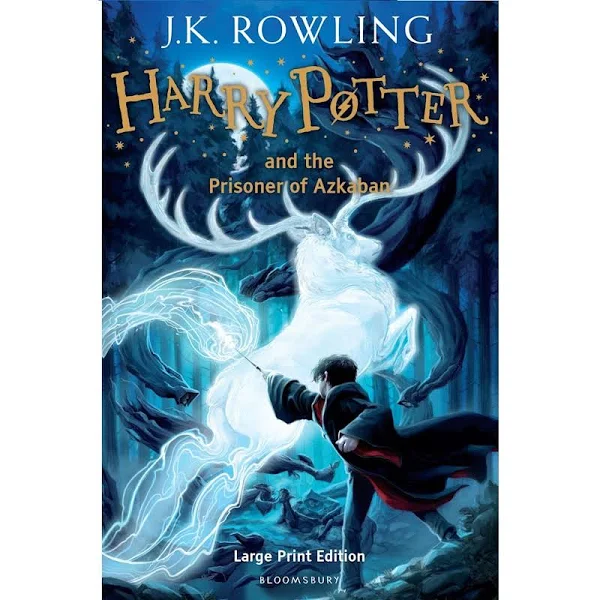 J.K. ROWLING
HARRY POTTER
and the
Prisoner of Azkaban
Large Print Edition
BLOOMSBURY